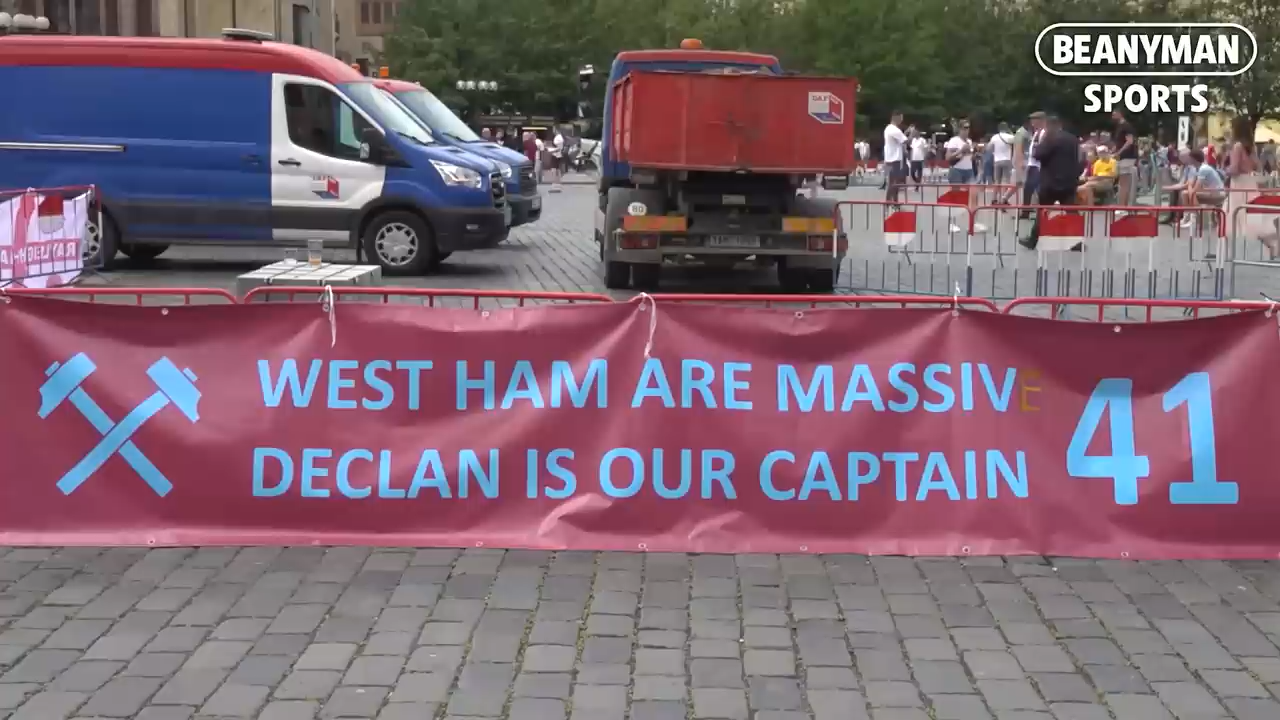 BEANYMAN
SPORTS
WEST HAM ARE MASSIVE
DECLAN IS OUR CAPTAIN
41